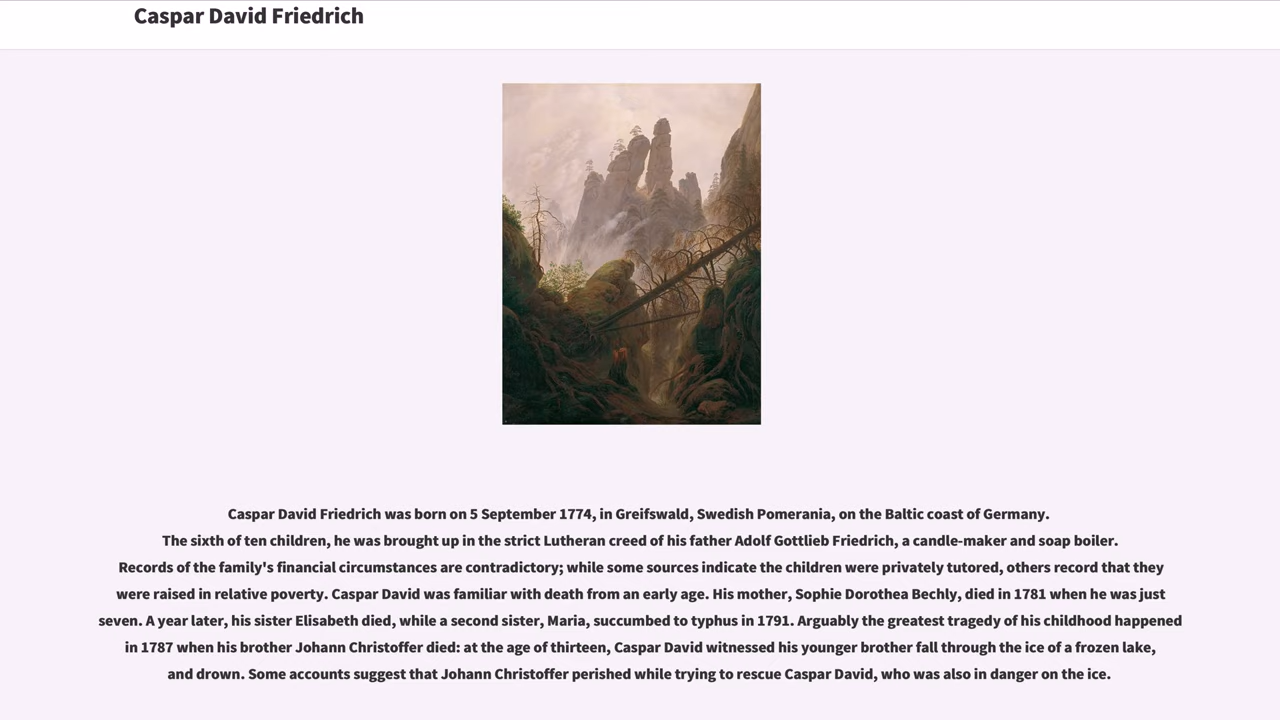 Caspar David Friedrich
Caspar David Friedrich was born on 5 September 1774, in Greifswald, Swedish Pomerania, on the Baltic coast of Germany.
The sixth of ten children, he was brought up in the strict Lutheran creed of his father Adolf Gottlieb Friedrich, a candle-maker and soap boiler.
Records of the family's financial circumstances are contradictory; while some sources indicate the children were privately tutored, others record that they
were raised in relative poverty. Caspar David was familiar with death from an early age. His mother, Sophie Dorothea Bechly, died in 1781 when he was just
seven. A year later, his sister Elisabeth died, while a second sister, Maria, succumbed to typhus in 1791. Arguably the greatest tragedy of his childhood happened
in 1787 when his brother Johann Christoffer died: at the age of thirteen, Caspar David witnessed his younger brother fall through the ice of a frozen lake,
and drown. Some accounts suggest that Johann Christoffer perished while trying to rescue Caspar David, who was also in danger on the ice.